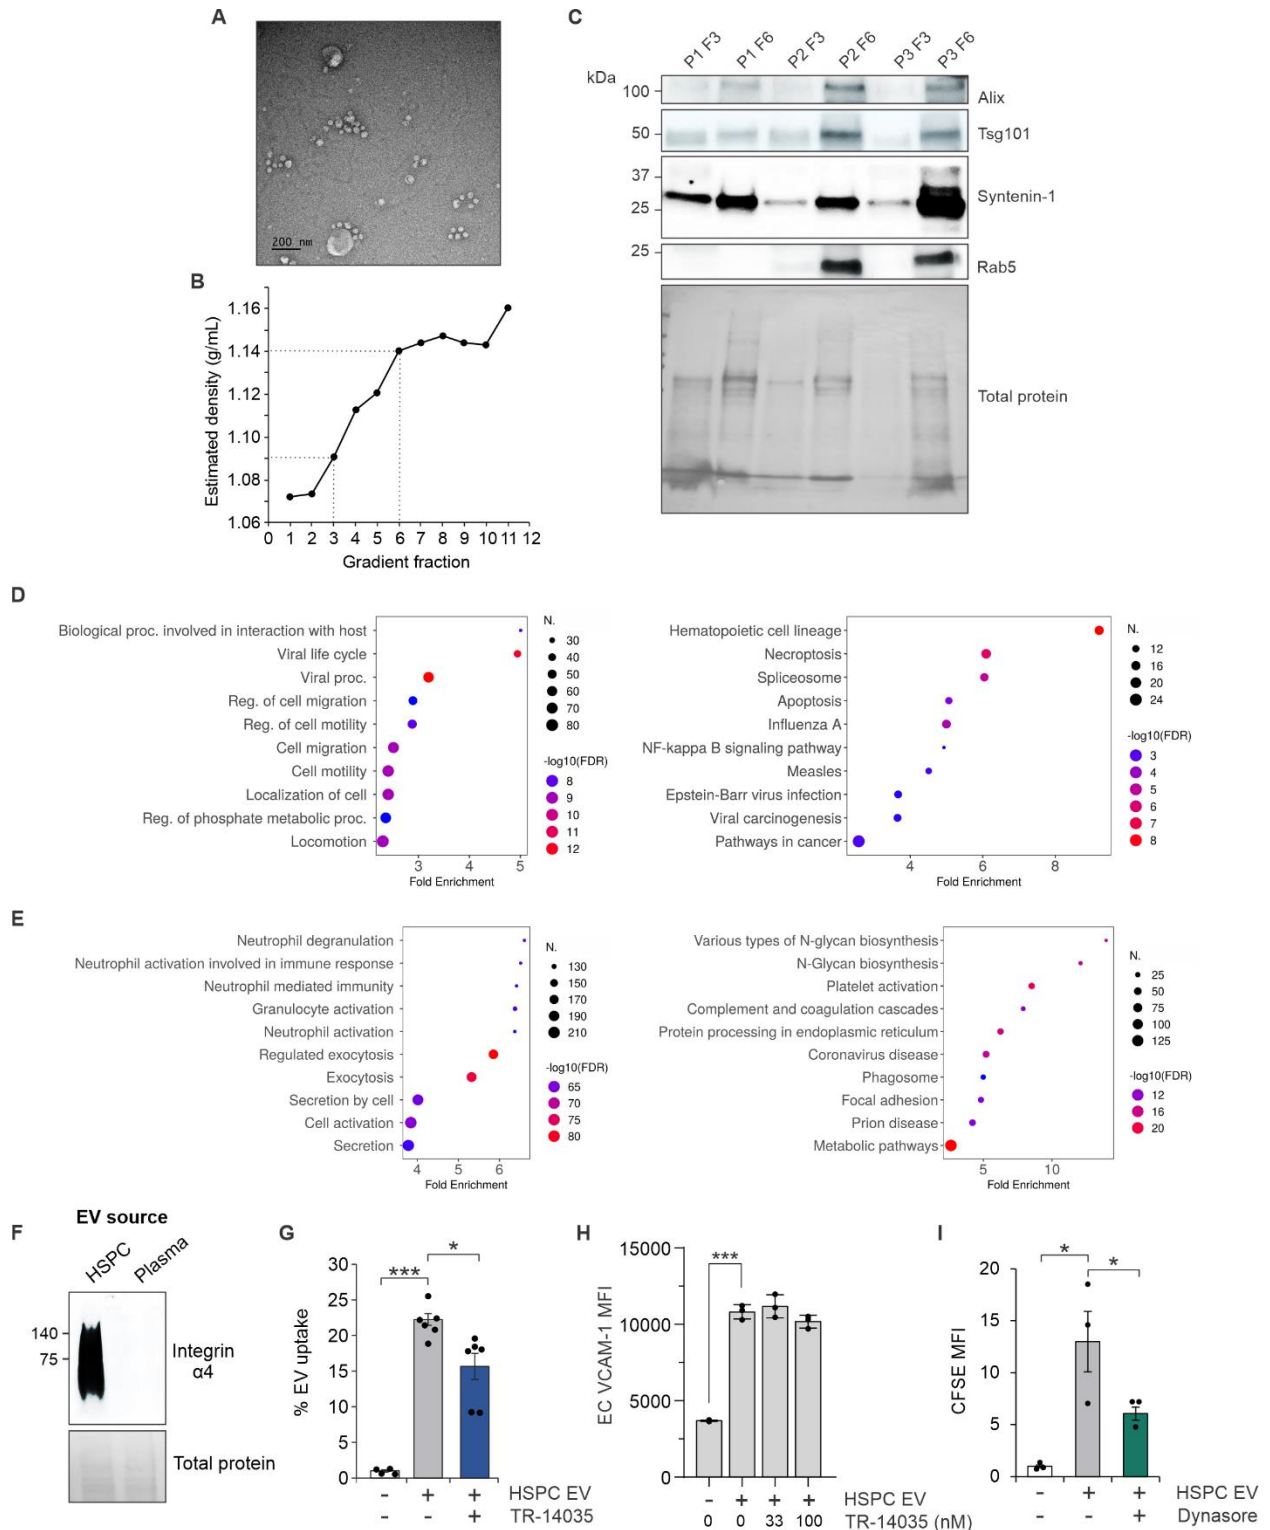 A
200 nm
B
Estimated density (g/mL)
1.16
1.14
1.12
1.10
1.08
1.06
0 1 2 3 4 5 6 7 8 9 10 11 12
Gradient fraction
C
P1 F3 P1 F6 P2 F3 P2 F6 P3 F3 P3 F6
kDa
100
Alix
50
Tsg101
37
25
Syntenin-1
25
Rab5
Total protein
D
Biological proc. involved in interaction with host
Viral life cycle
Viral proc.
Reg. of cell migration
Reg. of cell motility
Cell migration
Cell motility
Localization of cell
Reg. of phosphate metabolic proc.
Locomotion
3 4 5
Fold Enrichment
N.
30
40
50
60
70
80
-log10(FDR)
8
9
10
11
12
Hematopoietic cell lineage
Necroptosis
Spliceosome
Apoptosis
Influenza A
NF-kappa B signaling pathway
Measles
Epstein-Barr virus infection
Viral carcinogenesis
Pathways in cancer
4 6 8
Fold Enrichment
N.
12
16
20
24
-log10(FDR)
3
4
5
6
7
8
E
Neutrophil degranulation
Neutrophil activation involved in immune response
Neutrophil mediated immunity
Granulocyte activation
Neutrophil activation
Regulated exocytosis
Exocytosis
Secretion by cell
Cell activation
Secretion
4 5 6
Fold Enrichment
N.
130
150
170
190
210
-log10(FDR)
65
70
75
80
Various types of N-glycan biosynthesis
N-Glycan biosynthesis
Platelet activation
Complement and coagulation cascades
Protein processing in endoplasmic reticulum
Coronavirus disease
Phagosome
Focal adhesion
Prion disease
Metabolic pathways
5 10
Fold Enrichment
N.
25
50
75
100
125
-log10(FDR)
12
16
20
F
EV source
HSPC Plasma
140
75
Integrin
α4
Total protein
G
% EV uptake
30
25
20
15
10
5
0
*** *
- + + HSPC EV
- - + TR-14035
H
EC VCAM-1 MFI
15000
10000
5000
0
***
- + + + HSPC EV
0 0 33 100 TR-14035 (nM)
I
CFSE MFI
20
15
10
5
0
* *
- + + HSPC EV
- - + Dynasore